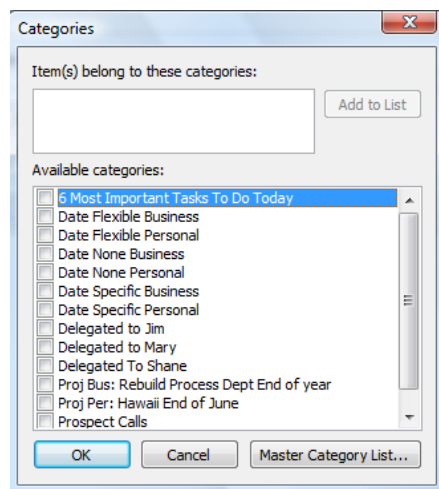 Categories
Item(s) belong to these categories:
Add to List
Available categories:
6 Most Important Tasks To Do Today
Date Flexible Business
Date Flexible Personal
Date None Business
Date None Personal
Date Specific Business
Date Specific Personal
Delegated to Jim
Delegated to Mary
Delegated To Shane
Proj Bus: Rebuild Process Dept End of year
Proj Per: Hawaii End of June
Prospect Calls
OK Cancel Master Category List...